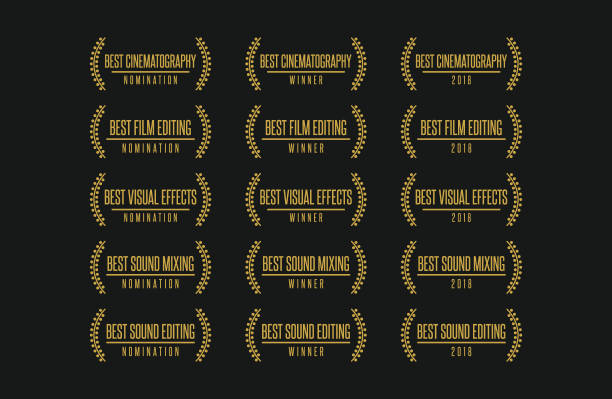 BEST CINEMATOGRAPHY
NOMINATION
BEST CINEMATOGRAPHY
WINNER
BEST CINEMATOGRAPHY
2018
BEST FILM EDITING
NOMINATION
BEST FILM EDITING
WINNER
BEST FILM EDITING
2018
BEST VISUAL EFFECTS
NOMINATION
BEST VISUAL EFFECTS
WINNER
BEST VISUAL EFFECTS
2018
BEST SOUND MIXING
NOMINATION
BEST SOUND MIXING
WINNER
BEST SOUND MIXING
2018
BEST SOUND EDITING
NOMINATION
BEST SOUND EDITING
WINNER
BEST SOUND EDITING
2018